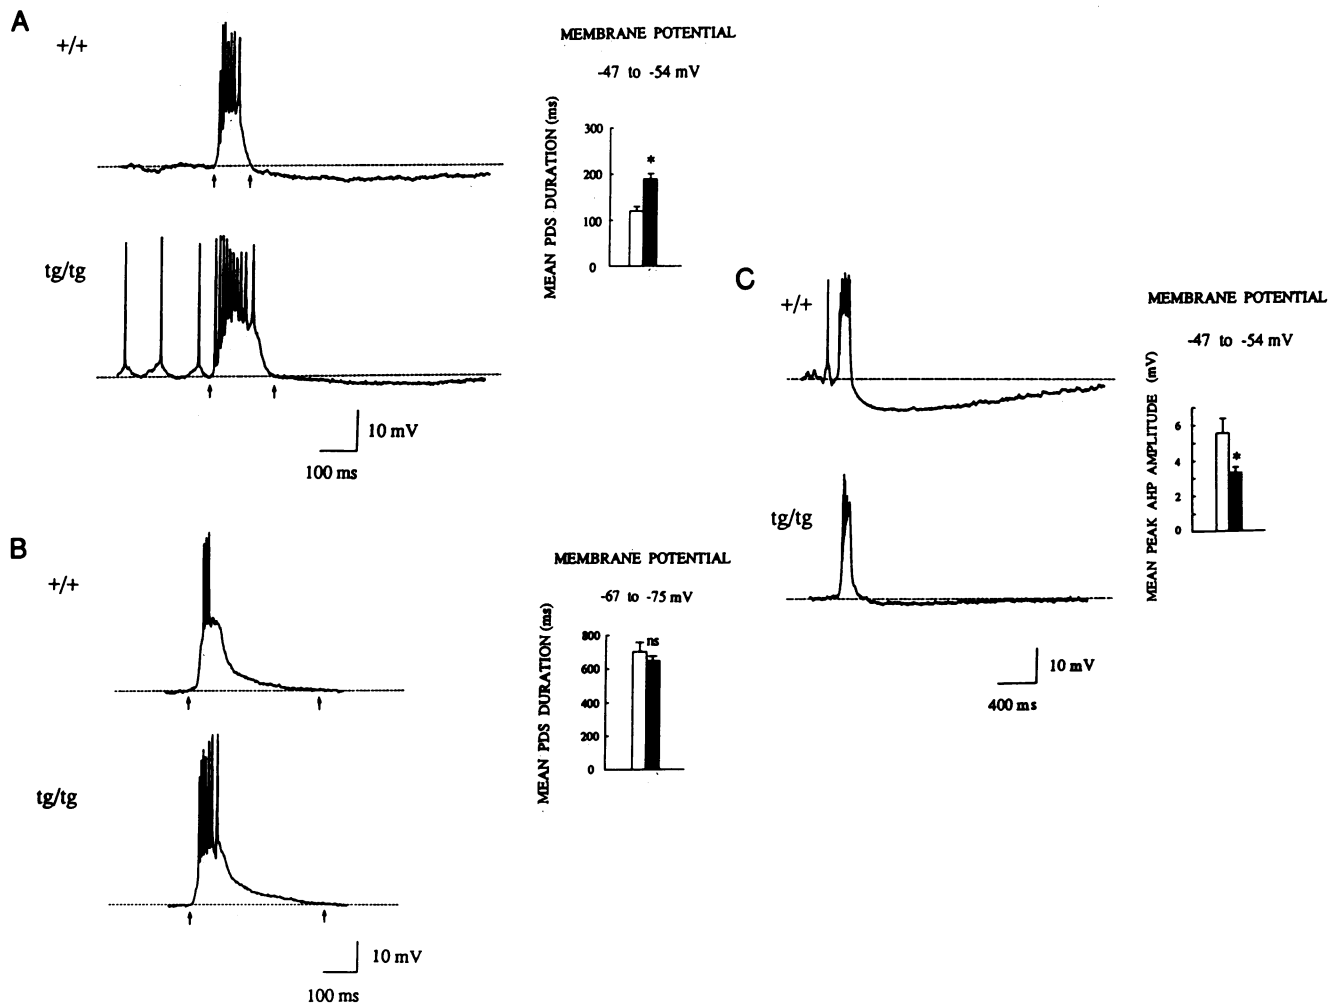 A
+/+
MEMBRANE POTENTIAL
-47 to -54 mV
MEAN PDS DURATION (ms)
300
200
100
0
*
tg/tg
10 mV
100 ms
B
+/+
MEMBRANE POTENTIAL
-67 to -75 mV
MEAN PDS DURATION (ms)
800
600
400
200
0
ns
tg/tg
10 mV
100 ms
C
+/+
MEMBRANE POTENTIAL
-47 to -54 mV
MEAN PEAK AHP AMPLITUDE (mV)
6
4
2
0
*
tg/tg
10 mV
400 ms